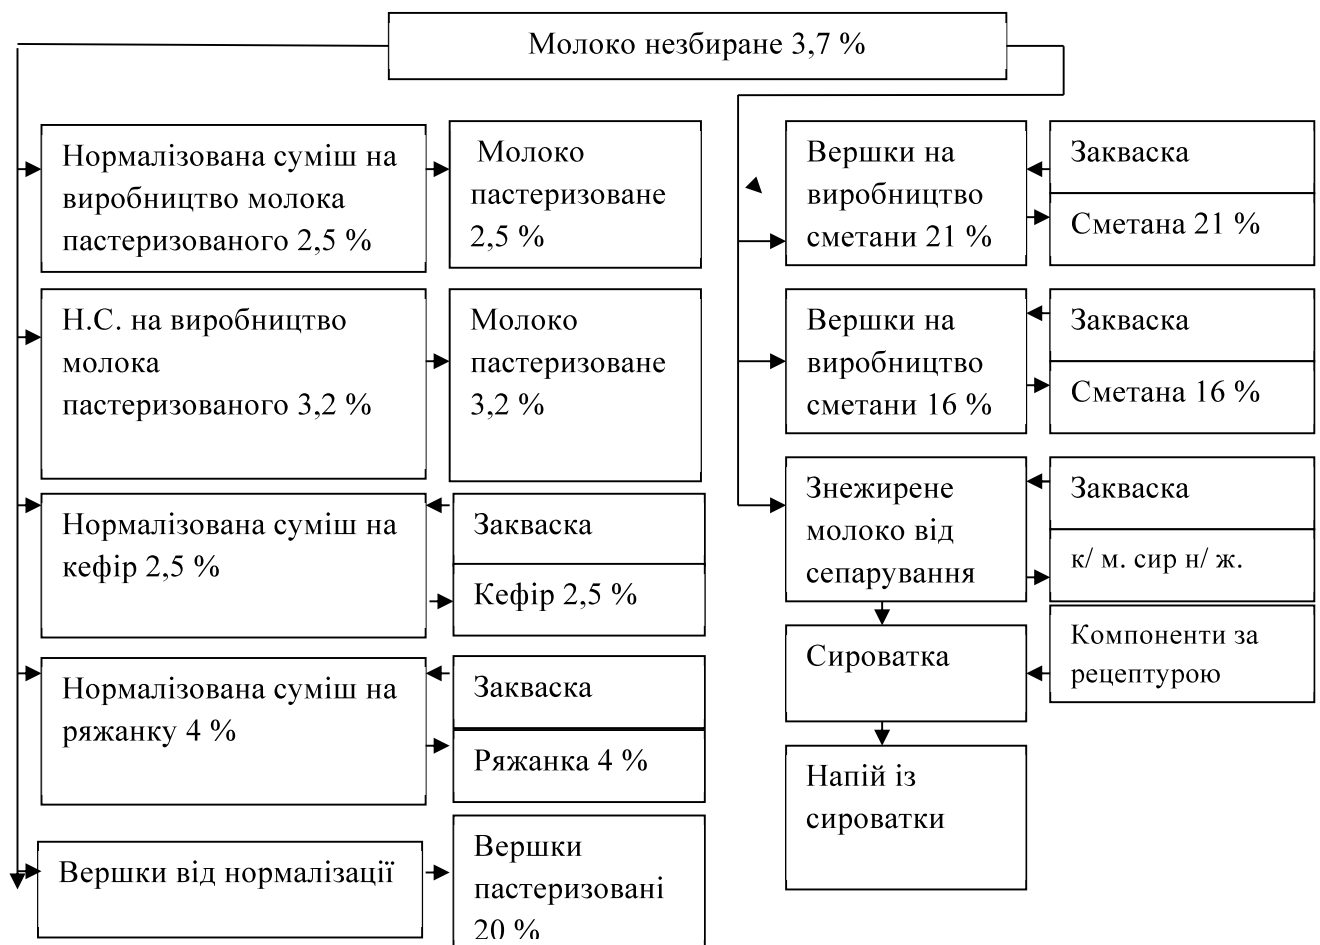 Молоко незбиране 3,7 %
Нормалізована суміш на
виробництво молока
пастеризованого 2,5 %
Молоко
пастеризоване
2,5 %
Н.С. на виробництво
молока
пастеризованого 3,2 %
Молоко
пастеризоване
3,2 %
Нормалізована суміш на
кефір 2,5 %
Закваска
Кефір 2,5 %
Нормалізована суміш на
ряжанку 4 %
Закваска
Ряжанка 4 %
Вершки від нормалізації
Вершки
пастеризовані
20 %
Вершки на
виробництво
сметани 21 %
Закваска
Сметана 21 %
Вершки на
виробництво
сметани 16 %
Закваска
Сметана 16 %
Знежирене
молоко від
сепарування
Закваска
к/ м. сир н/ ж.
Сироватка
Компоненти за
рецептурою
Напій із
сироватки